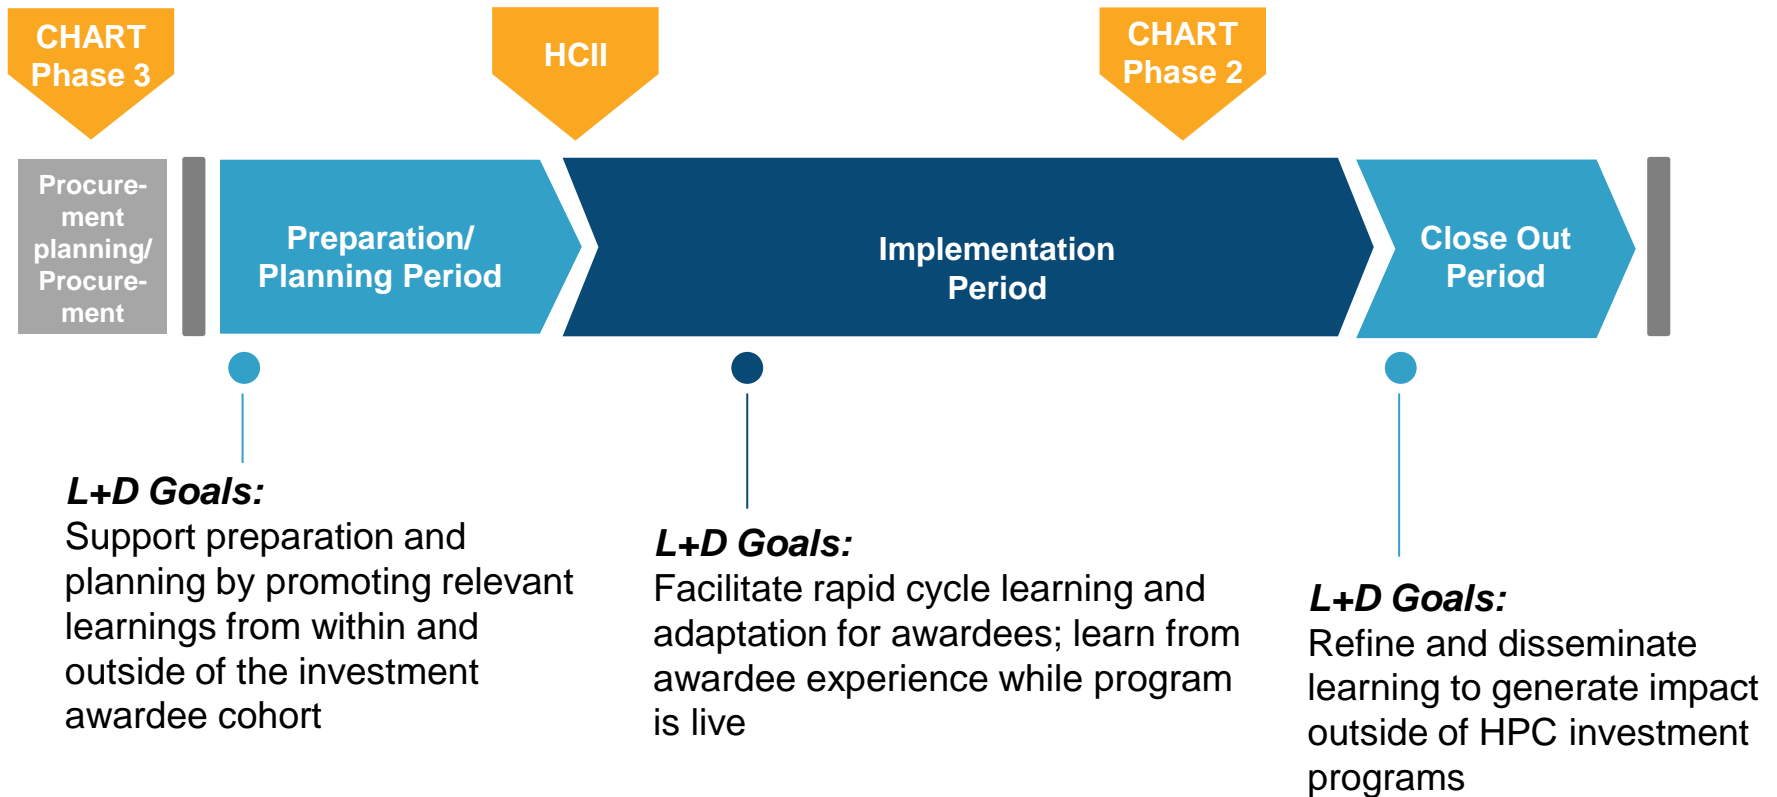 CHART
Phase 3
HCII
CHART
Phase 2
Procure-
ment
planning/
Procure-
ment
Preparation/
Planning Period
Implementation
Period
Close Out
Period
L+D Goals:
Support preparation and
planning by promoting relevant
learnings from within and
outside of the investment
awardee cohort
L+D Goals:
Facilitate rapid cycle learning and
adaptation for awardees; learn from
awardee experience while program
is live
L+D Goals:
Refine and disseminate
learning to generate impact
outside of HPC investment
programs